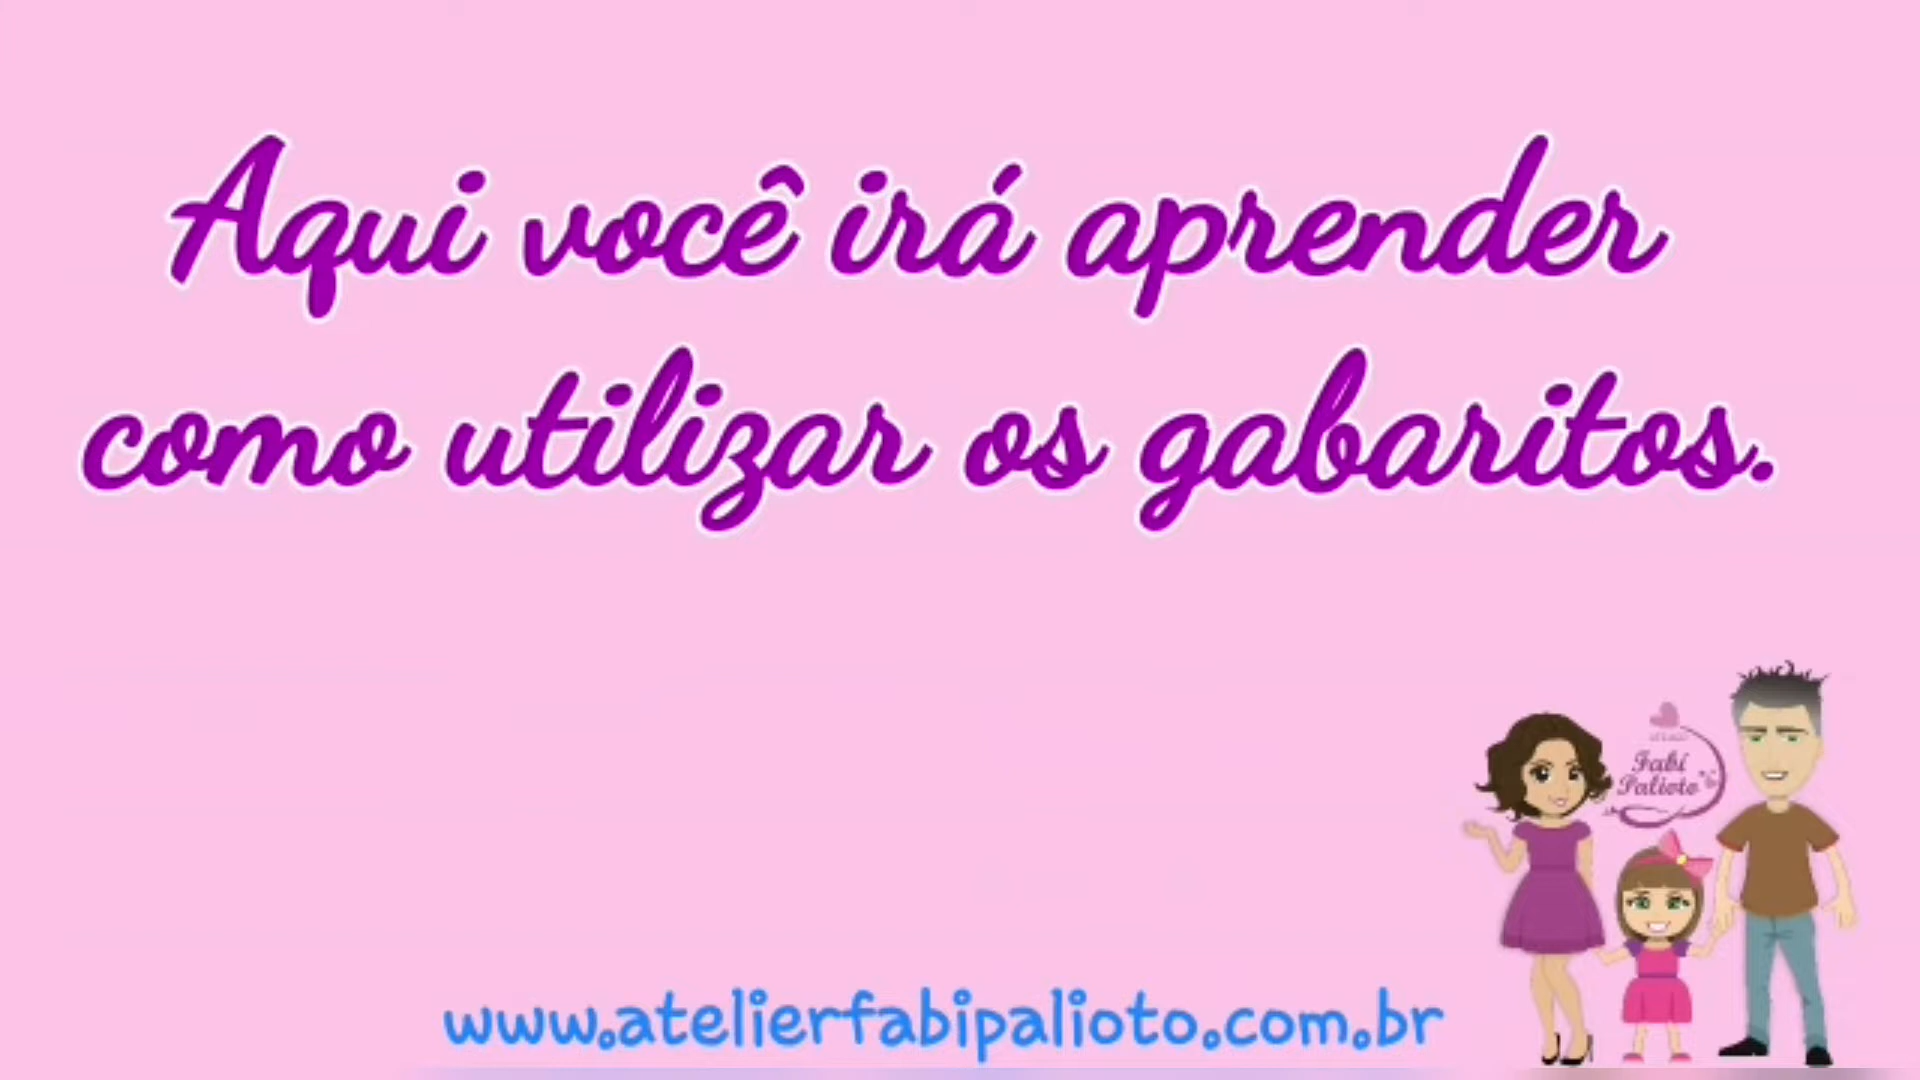 Aqui você irá aprender
como utilizar os gabaritos.
Fabi
Palioto
www.atelierfabipalioto.com.br